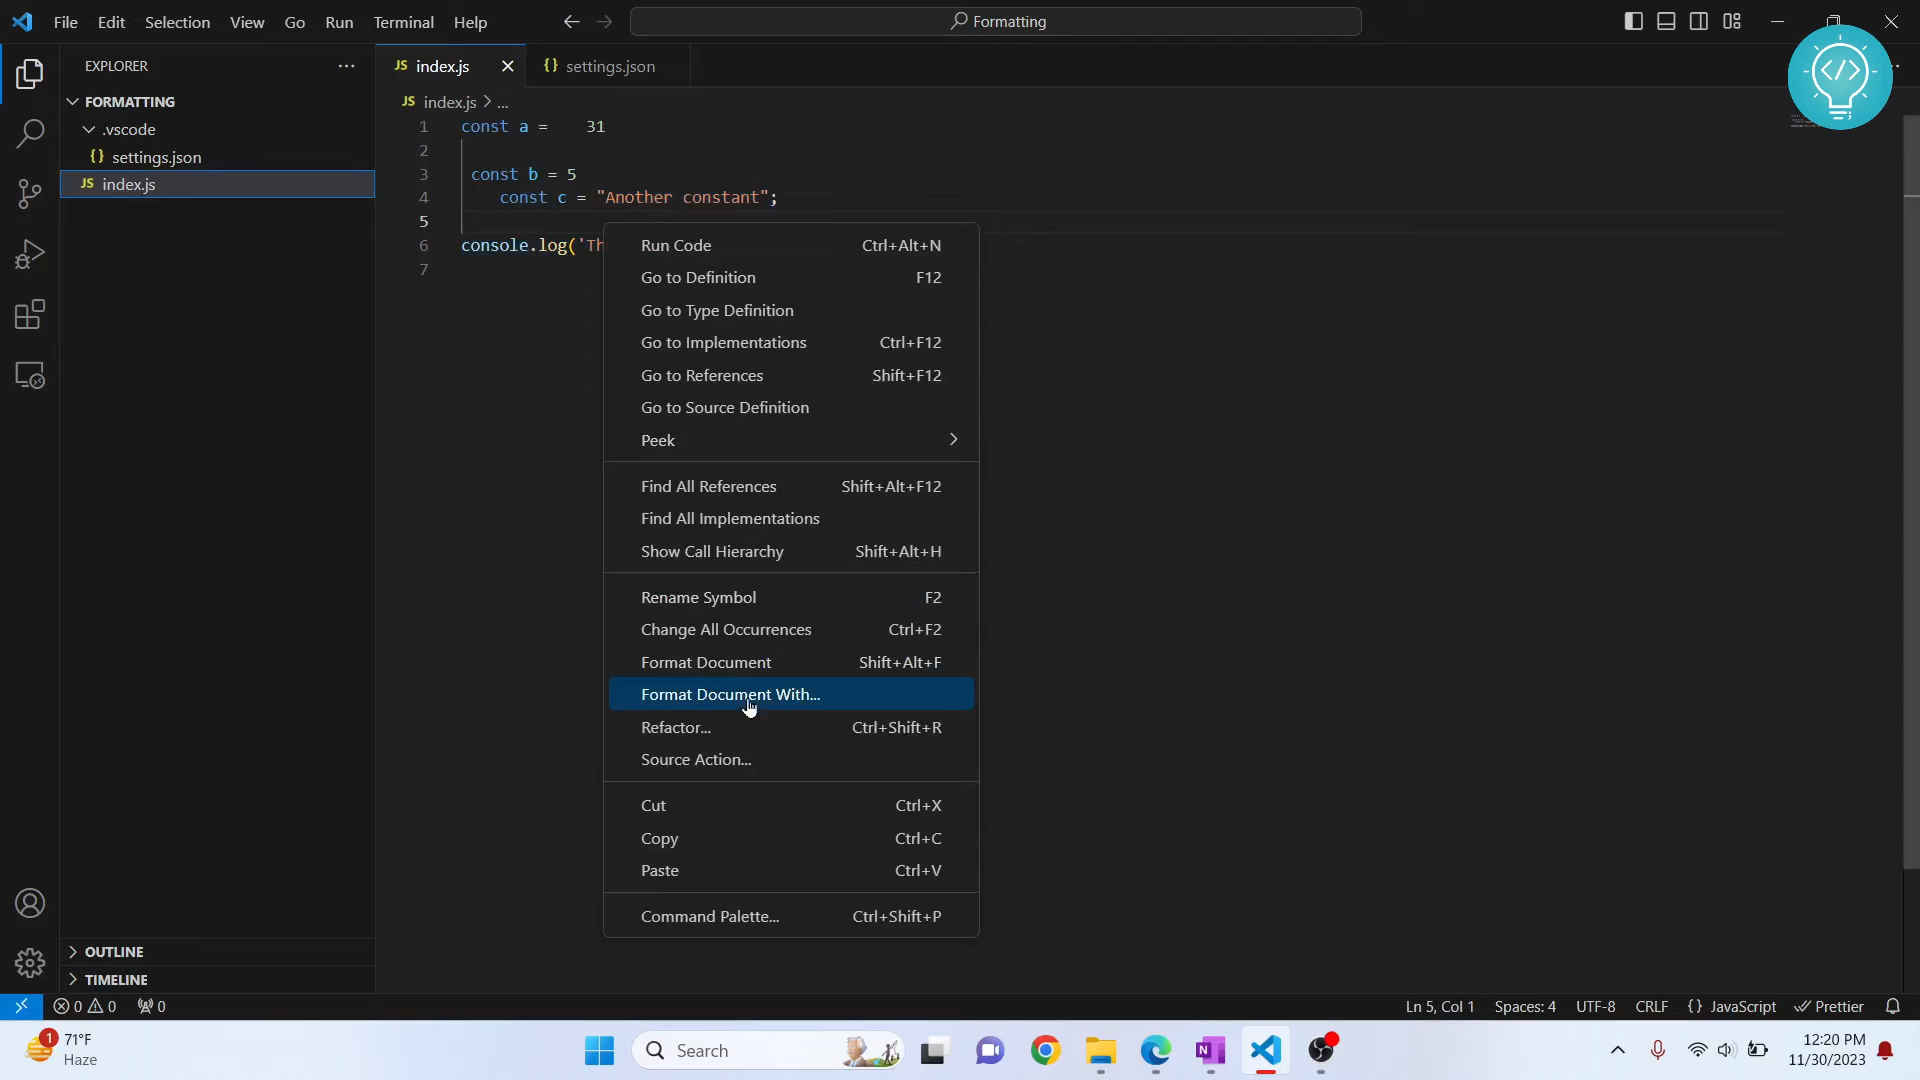 File Edit Selection View Go Run Terminal Help
Formatting
EXPLORER
JS index.js
{} settings.json
FORMATTING
JS index.js > ...
.vscode
{} settings.json
JS index.js
1 const a =    31
2
3 const b = 5
4 const c = "Another constant";
5
6 console.log('Th
7
Run Code Ctrl+Alt+N
Go to Definition F12
Go to Type Definition
Go to Implementations Ctrl+F12
Go to References Shift+F12
Go to Source Definition
Peek
Find All References Shift+Alt+F12
Find All Implementations
Show Call Hierarchy Shift+Alt+H
Rename Symbol F2
Change All Occurrences Ctrl+F2
Format Document Shift+Alt+F
Format Document With...
Refactor... Ctrl+Shift+R
Source Action...
Cut Ctrl+X
Copy Ctrl+C
Paste Ctrl+V
Command Palette... Ctrl+Shift+P
OUTLINE
TIMELINE
0 0 0
Ln 5, Col 1 Spaces: 4 UTF-8 CRLF {} JavaScript Prettier
1
71°F
Haze
Search
12:20 PM
11/30/2023